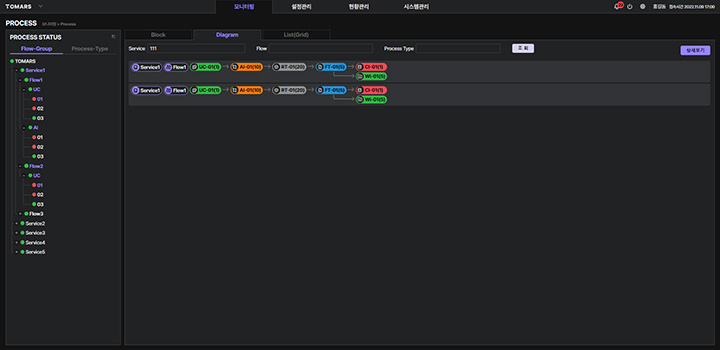 TOMARS
모니터링 설정관리 현황관리 시스템관리
홍길동 접속시간 2022.11.08 17:00
PROCESS 모니터링 > Process
PROCESS STATUS
Flow-Group Process-Type
TOMARS
Service1
Flow1
UC
01
02
03
AI
01
02
03
Flow2
UC
01
02
03
Flow3
Service2
Service3
Service4
Service5
Block Diagram List(Grid)
Service 111 Flow Process Type 조 회
상세보기
Service1 Flow1 UC-01(1) AI-01(10) RT-01(20) FT-01(5) CI-01(1)
WI-01(5)
Service1 Flow1 UC-01(1) AI-01(10) RT-01(20) FT-01(5) CI-01(1)
WI-01(5)